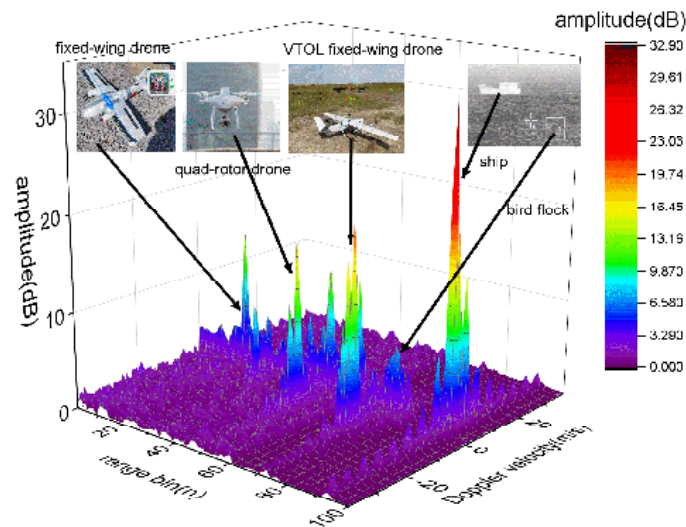 amplitude(dB)
fixed-wing drone
VTOL fixed-wing drone
quad-rotor drone
ship
bird flock
amplitude(dB)
30
20
10
0
20
40
60
80
100
range bin(n)
20
0
20
Doppler velocity(m/s)
32.90
29.61
26.32
23.03
19.74
16.45
13.16
9.870
6.580
3.290
0.000